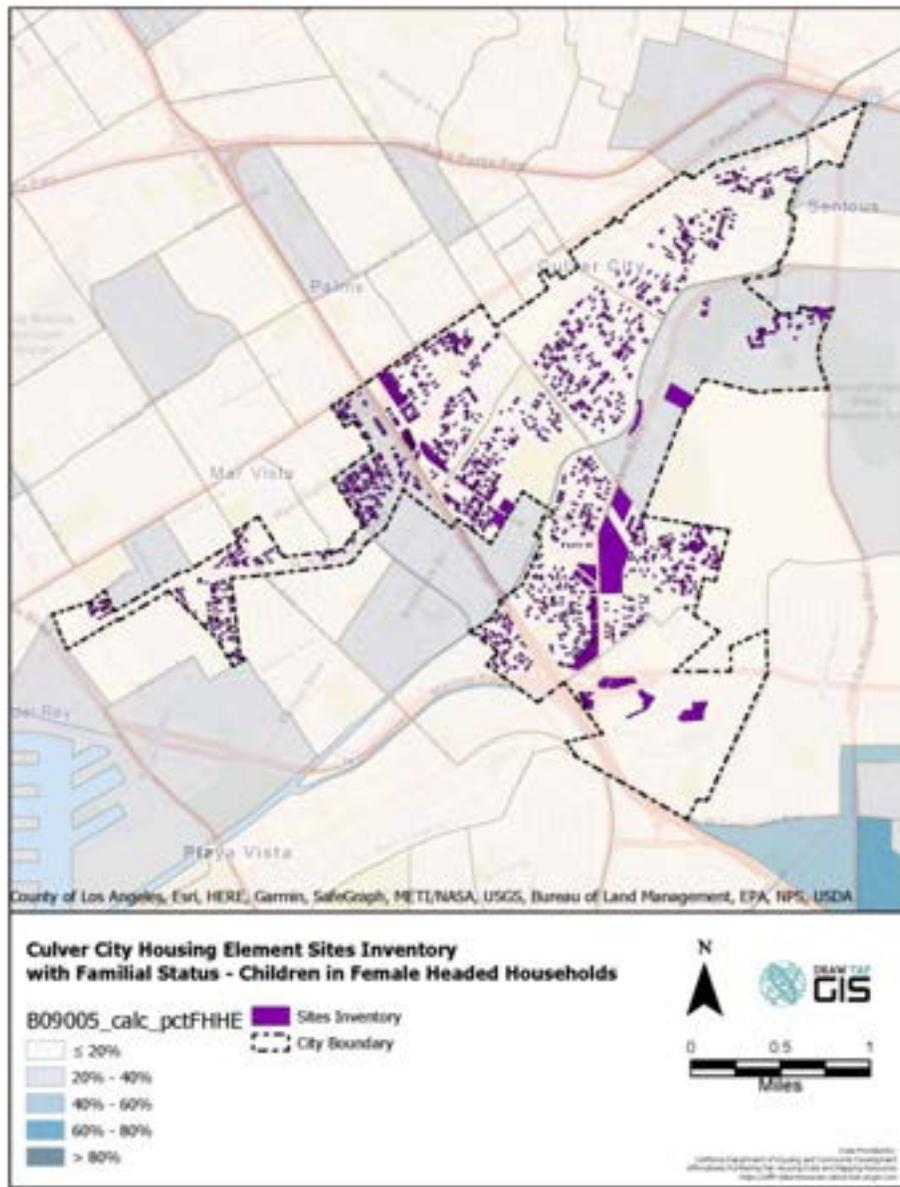 Sentous
Culver City
Palms
Mar Vista
del Rey
Playa Vista
County of Los Angeles, Esri, HERE, Garmin, SafeGraph, METI/NASA, USGS, Bureau of Land Management, EPA, NPS, USDA
Culver City Housing Element Sites Inventory
with Familial Status - Children in Female Headed Households
B09005_calc_pctFHHE
≤ 20%
20% - 40%
40% - 60%
60% - 80%
> 80%
Sites Inventory
City Boundary
N
DRAW TAP
GIS
0 0.5 1
Miles